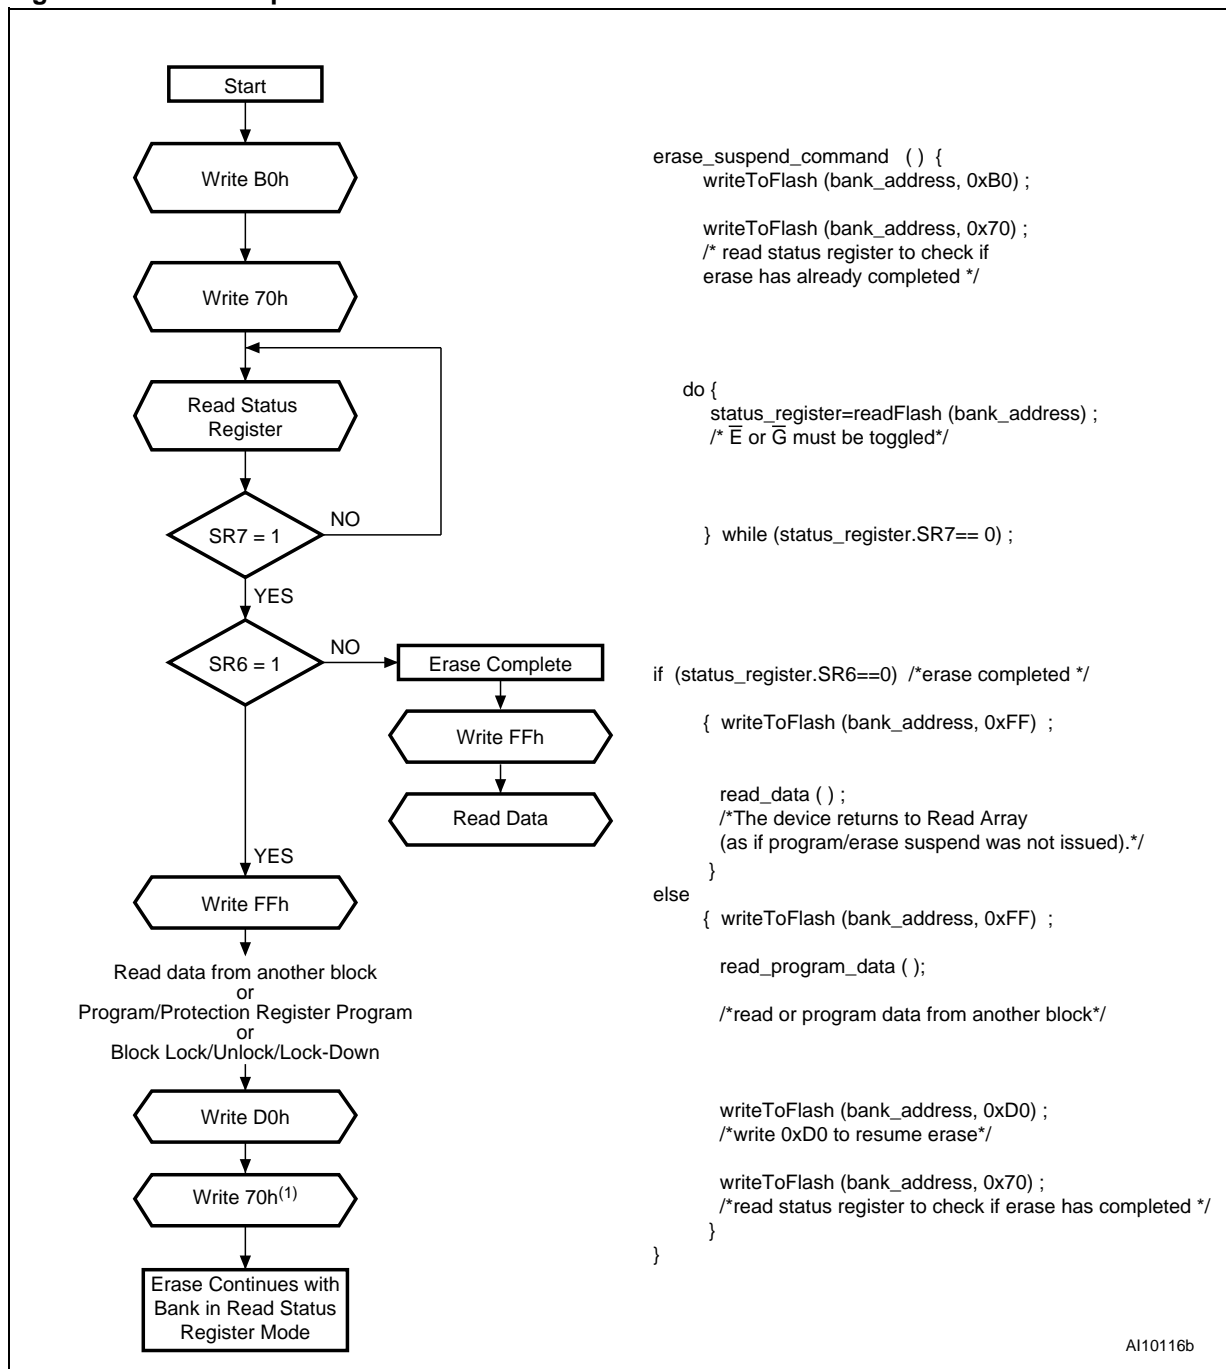 Start
Write B0h
Write 70h
Read Status
Register
SR7 = 1
NO
YES
SR6 = 1
NO
Erase Complete
Write FFh
Read Data
YES
Write FFh
Read data from another block
or
Program/Protection Register Program
or
Block Lock/Unlock/Lock-Down
Write D0h
Write 70h(1)
Erase Continues with
Bank in Read Status
Register Mode
erase_suspend_command ( ) {
writeToFlash (bank_address, 0xB0) ;
writeToFlash (bank_address, 0x70) ;
/* read status register to check if
erase has already completed */
do {
status_register=readFlash (bank_address) ;
/* E̅ or G̅ must be toggled*/
} while (status_register.SR7== 0) ;
if (status_register.SR6==0) /*erase completed */
{ writeToFlash (bank_address, 0xFF) ;
read_data ( ) ;
/*The device returns to Read Array
(as if program/erase suspend was not issued).*/
}
else
{ writeToFlash (bank_address, 0xFF) ;
read_program_data ( );
/*read or program data from another block*/
writeToFlash (bank_address, 0xD0) ;
/*write 0xD0 to resume erase*/
writeToFlash (bank_address, 0x70) ;
/*read status register to check if erase has completed */
}
}
AI10116b